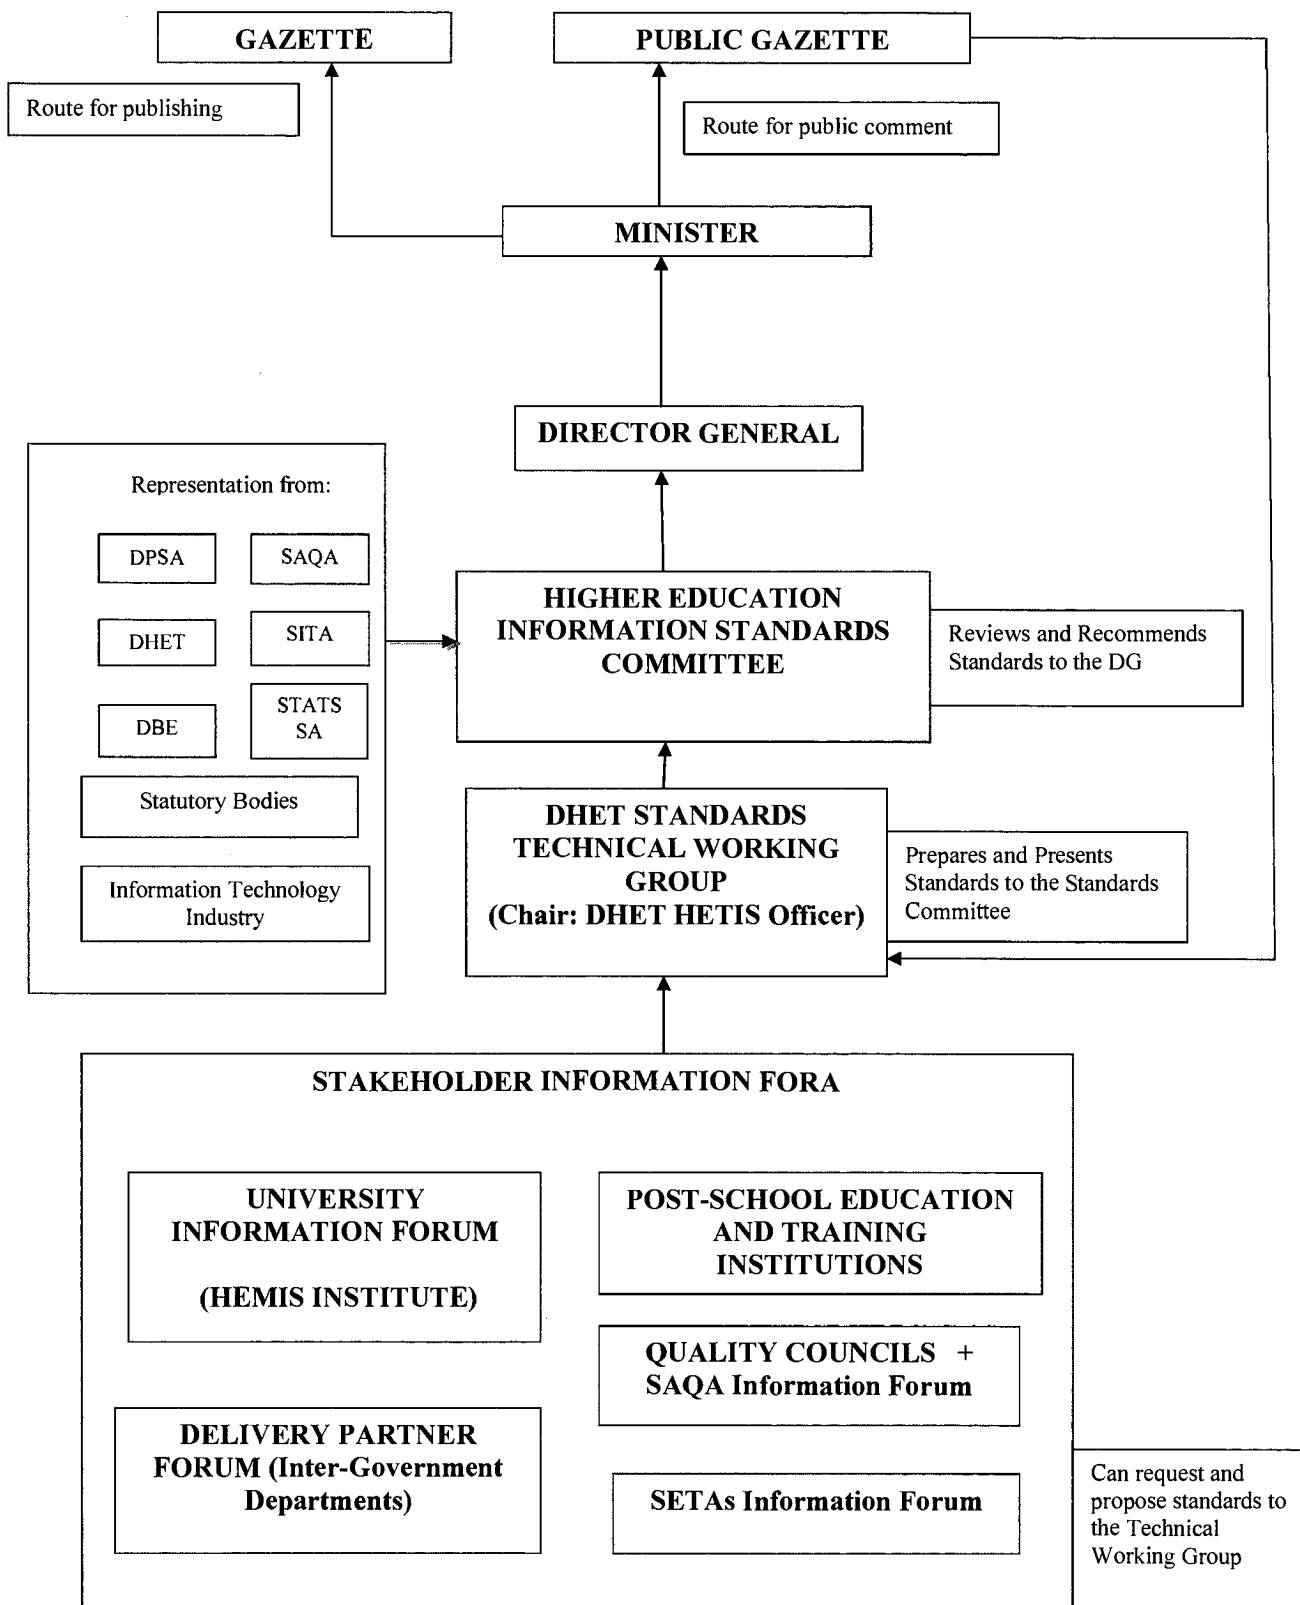 GAZETTE
PUBLIC GAZETTE
Route for publishing
Route for public comment
MINISTER
DIRECTOR GENERAL
Representation from:
DPSA
SAQA
DHET
SITA
DBE
STATS
SA
Statutory Bodies
Information Technology
Industry
HIGHER EDUCATION
INFORMATION STANDARDS
COMMITTEE
Reviews and Recommends
Standards to the DG
DHET STANDARDS
TECHNICAL WORKING
GROUP
(Chair: DHET HETIS Officer)
Prepares and Presents
Standards to the Standards
Committee
STAKEHOLDER INFORMATION FORA
UNIVERSITY
INFORMATION FORUM
(HEMIS INSTITUTE)
POST-SCHOOL EDUCATION
AND TRAINING
INSTITUTIONS
QUALITY COUNCILS +
SAQA Information Forum
DELIVERY PARTNER
FORUM (Inter-Government
Departments)
SETAs Information Forum
Can request and
propose standards to
the Technical
Working Group